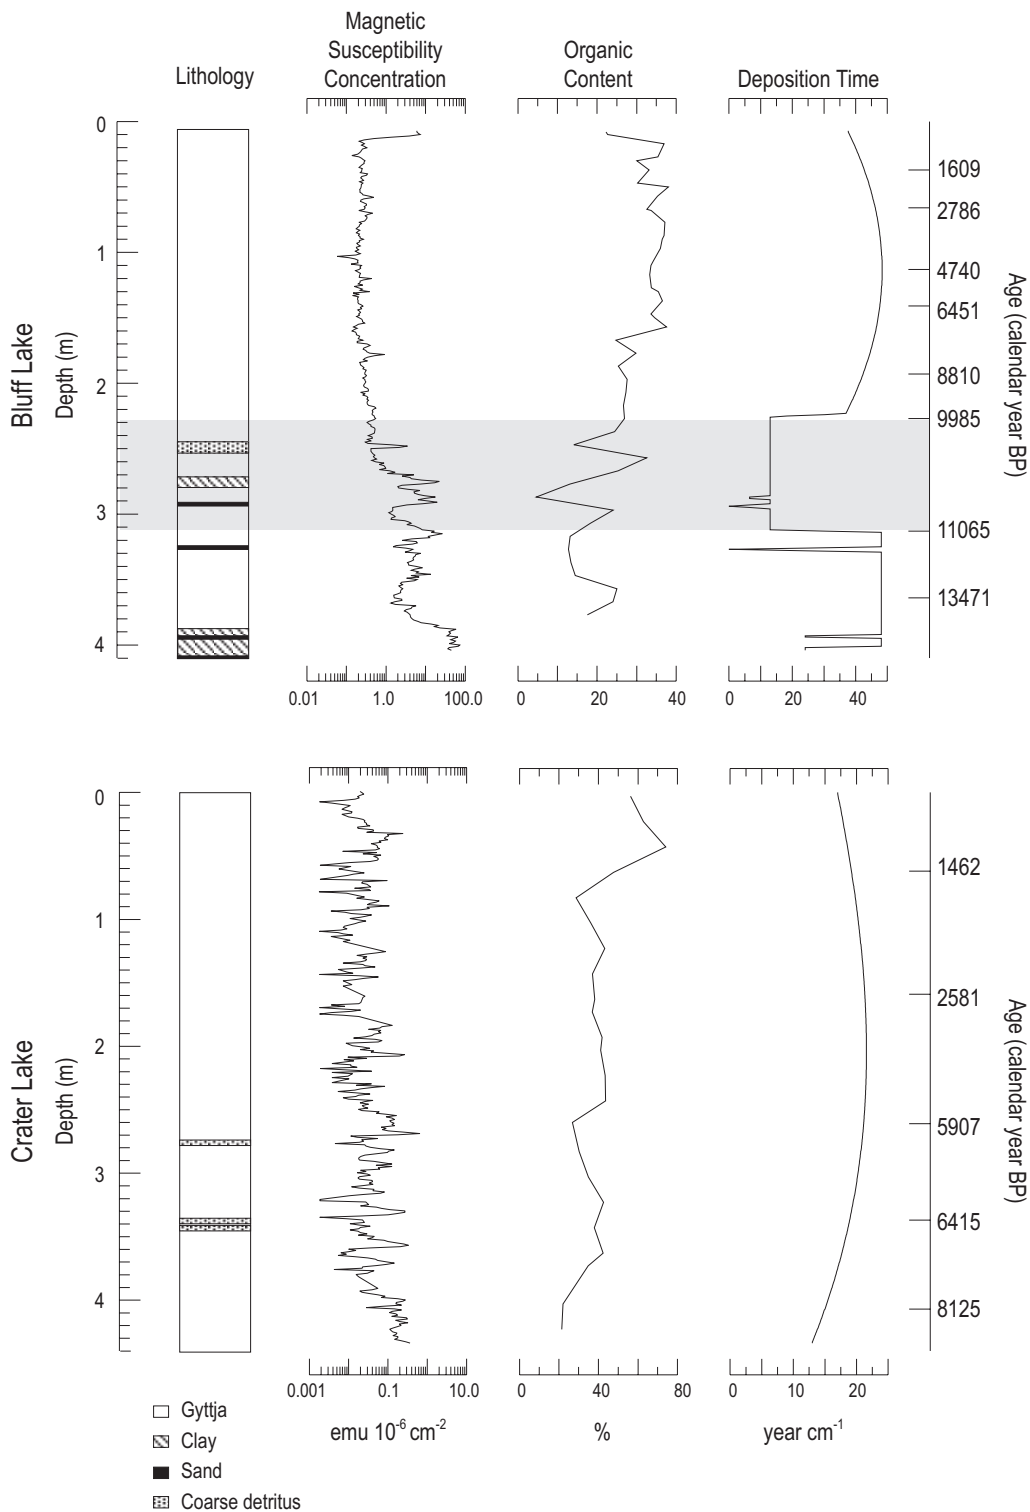 Magnetic
Susceptibility
Concentration
Organic
Content
Lithology
Deposition Time
Bluff Lake
Depth (m)
0
1
2
3
4
1609
2786
4740
6451
8810
9985
11065
13471
Age (calendar year BP)
0.01 1.0 100.0
0 20 40
0 20 40
Crater Lake
Depth (m)
0
1
2
3
4
1462
2581
5907
6415
8125
Age (calendar year BP)
0.001 0.1 10.0
0 40 80
0 10 20
emu 10⁻⁶ cm⁻²
%
year cm⁻¹
Gyttja
Clay
Sand
Coarse detritus